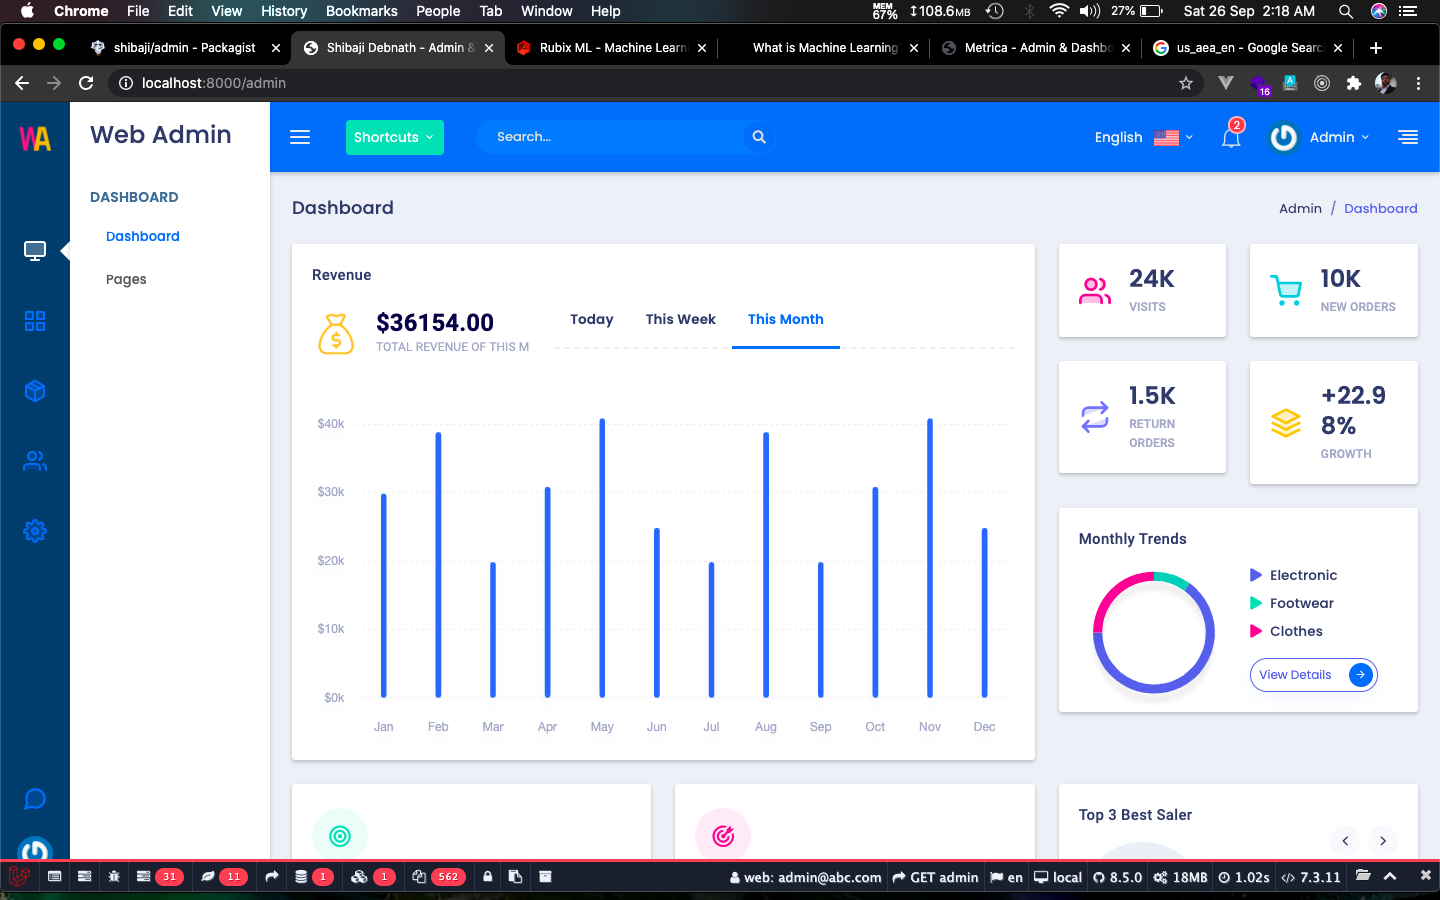 Chrome File Edit View History Bookmarks People Tab Window Help MEM 67% 108.6MB 27% Sat 26 Sep 2:18 AM
shibaji/admin - Packagist Shibaji Debnath - Admin & Rubix ML - Machine Learni What is Machine Learning Metrica - Admin & Dashbo us_aea_en - Google Searc
localhost:8000/admin 16
WA Web Admin Shortcuts Search... English 2 Admin
DASHBOARD
Dashboard
Pages
Dashboard Admin / Dashboard
Revenue
$36154.00
TOTAL REVENUE OF THIS M
Today This Week This Month
$40k
$30k
$20k
$10k
$0k
Jan Feb Mar Apr May Jun Jul Aug Sep Oct Nov Dec
24K
VISITS
10K
NEW ORDERS
1.5K
RETURN
ORDERS
+22.9
8%
GROWTH
Monthly Trends
Electronic
Footwear
Clothes
View Details
Top 3 Best Saler
31 11 1 1 562 web: admin@abc.com GET admin en local 8.5.0 18MB 1.02s 7.3.11